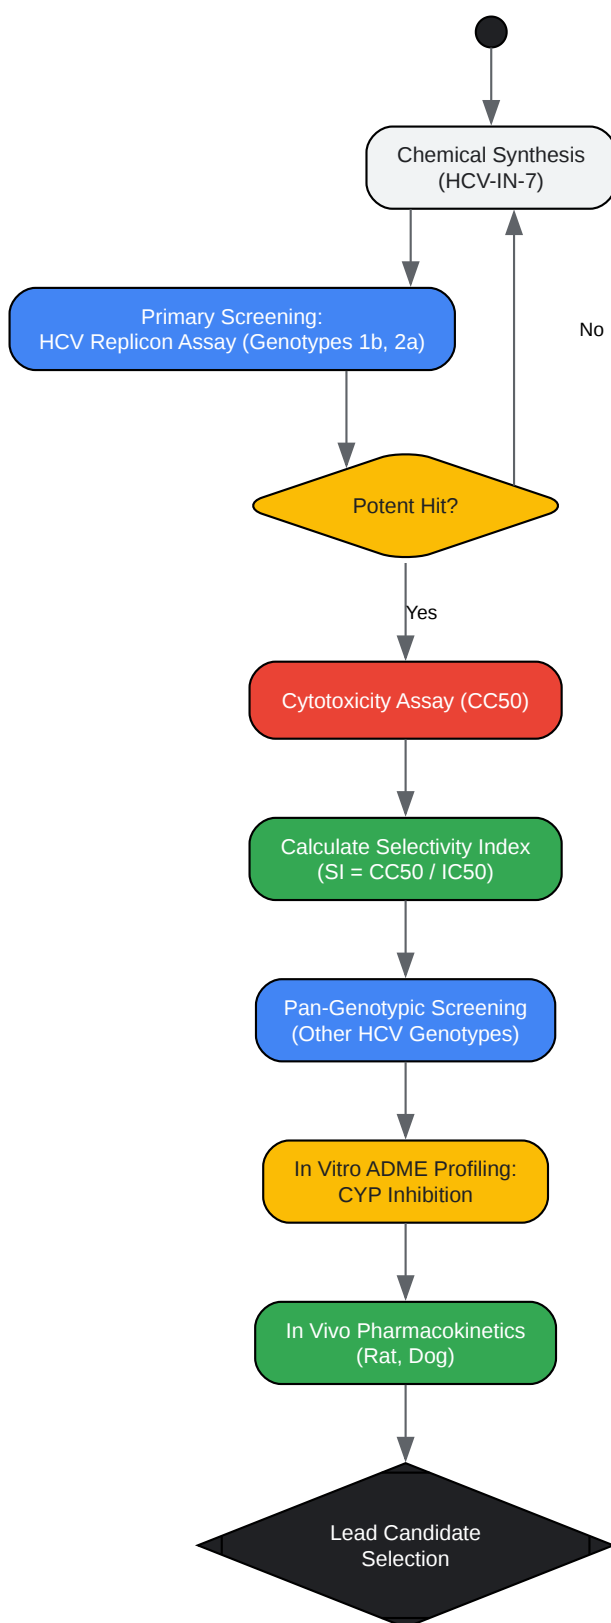 Chemical Synthesis
(HCV-IN-7)
Primary Screening:
HCV Replicon Assay (Genotypes 1b, 2a)
No
Potent Hit?
Yes
Cytotoxicity Assay (CC50)
Calculate Selectivity Index
(SI = CC50 / IC50)
Pan-Genotypic Screening
(Other HCV Genotypes)
In Vitro ADME Profiling:
CYP Inhibition
In Vivo Pharmacokinetics
(Rat, Dog)
Lead Candidate
Selection